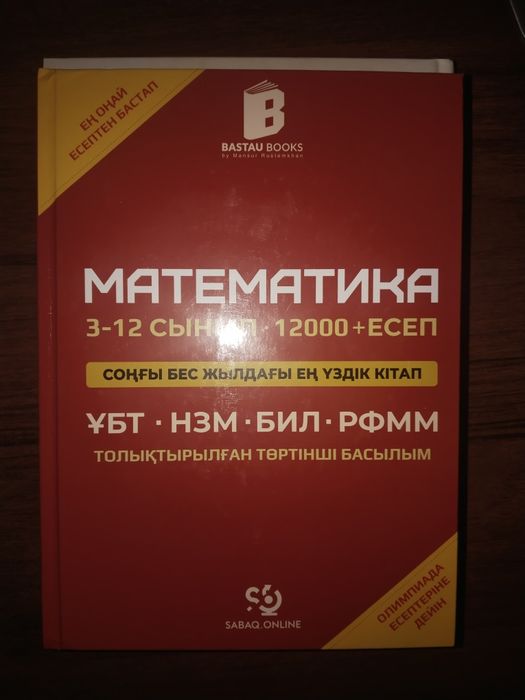 ЕҢ ОҢАЙ
ЕСЕПТЕН БАСТАП
BASTAU BOOKS
by Mansur Rustemkhan
МАТЕМАТИКА
3-12 СЫНЫП · 12000+ЕСЕП
СОҢҒЫ БЕС ЖЫЛДАҒЫ ЕҢ ҮЗДІК КІТАП
ҰБТ · НЗМ · БИЛ · РФММ
ТОЛЫҚТЫРЫЛҒАН ТӨРТІНШІ БАСЫЛЫМ
ОЛИМПИАДА
ЕСЕПТЕРІНЕ
ДЕЙІН
SABAQ.ONLINE